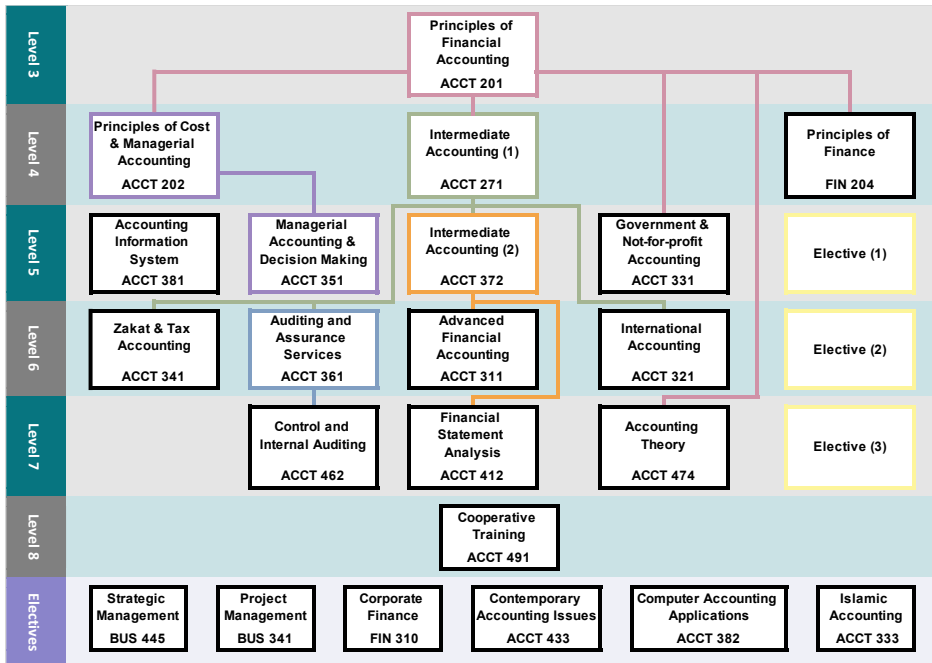 Level 3
Principles of
Financial
Accounting
ACCT 201
Level 4
Principles of Cost
& Managerial
Accounting
ACCT 202
Intermediate
Accounting (1)
ACCT 271
Principles of
Finance
FIN 204
Level 5
Accounting
Information
System
ACCT 381
Managerial
Accounting &
Decision Making
ACCT 351
Intermediate
Accounting (2)
ACCT 372
Government &
Not-for-profit
Accounting
ACCT 331
Elective (1)
Level 6
Zakat & Tax
Accounting
ACCT 341
Auditing and
Assurance
Services
ACCT 361
Advanced
Financial
Accounting
ACCT 311
International
Accounting
ACCT 321
Elective (2)
Level 7
Control and
Internal Auditing
ACCT 462
Financial
Statement
Analysis
ACCT 412
Accounting
Theory
ACCT 474
Elective (3)
Level 8
Cooperative
Training
ACCT 491
Electives
Strategic
Management
BUS 445
Project
Management
BUS 341
Corporate
Finance
FIN 310
Contemporary
Accounting Issues
ACCT 433
Computer Accounting
Applications
ACCT 382
Islamic
Accounting
ACCT 333